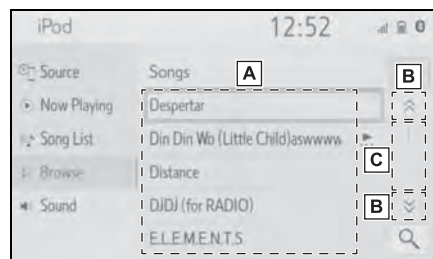 iPod 12:52
Source Songs A B
Now Playing Despertar
Song List Din Din Wo (Little Child)aswwww C
Browse Distance
Sound DJDJ (for RADIO) B
E.L.E.M.E.N.T.S